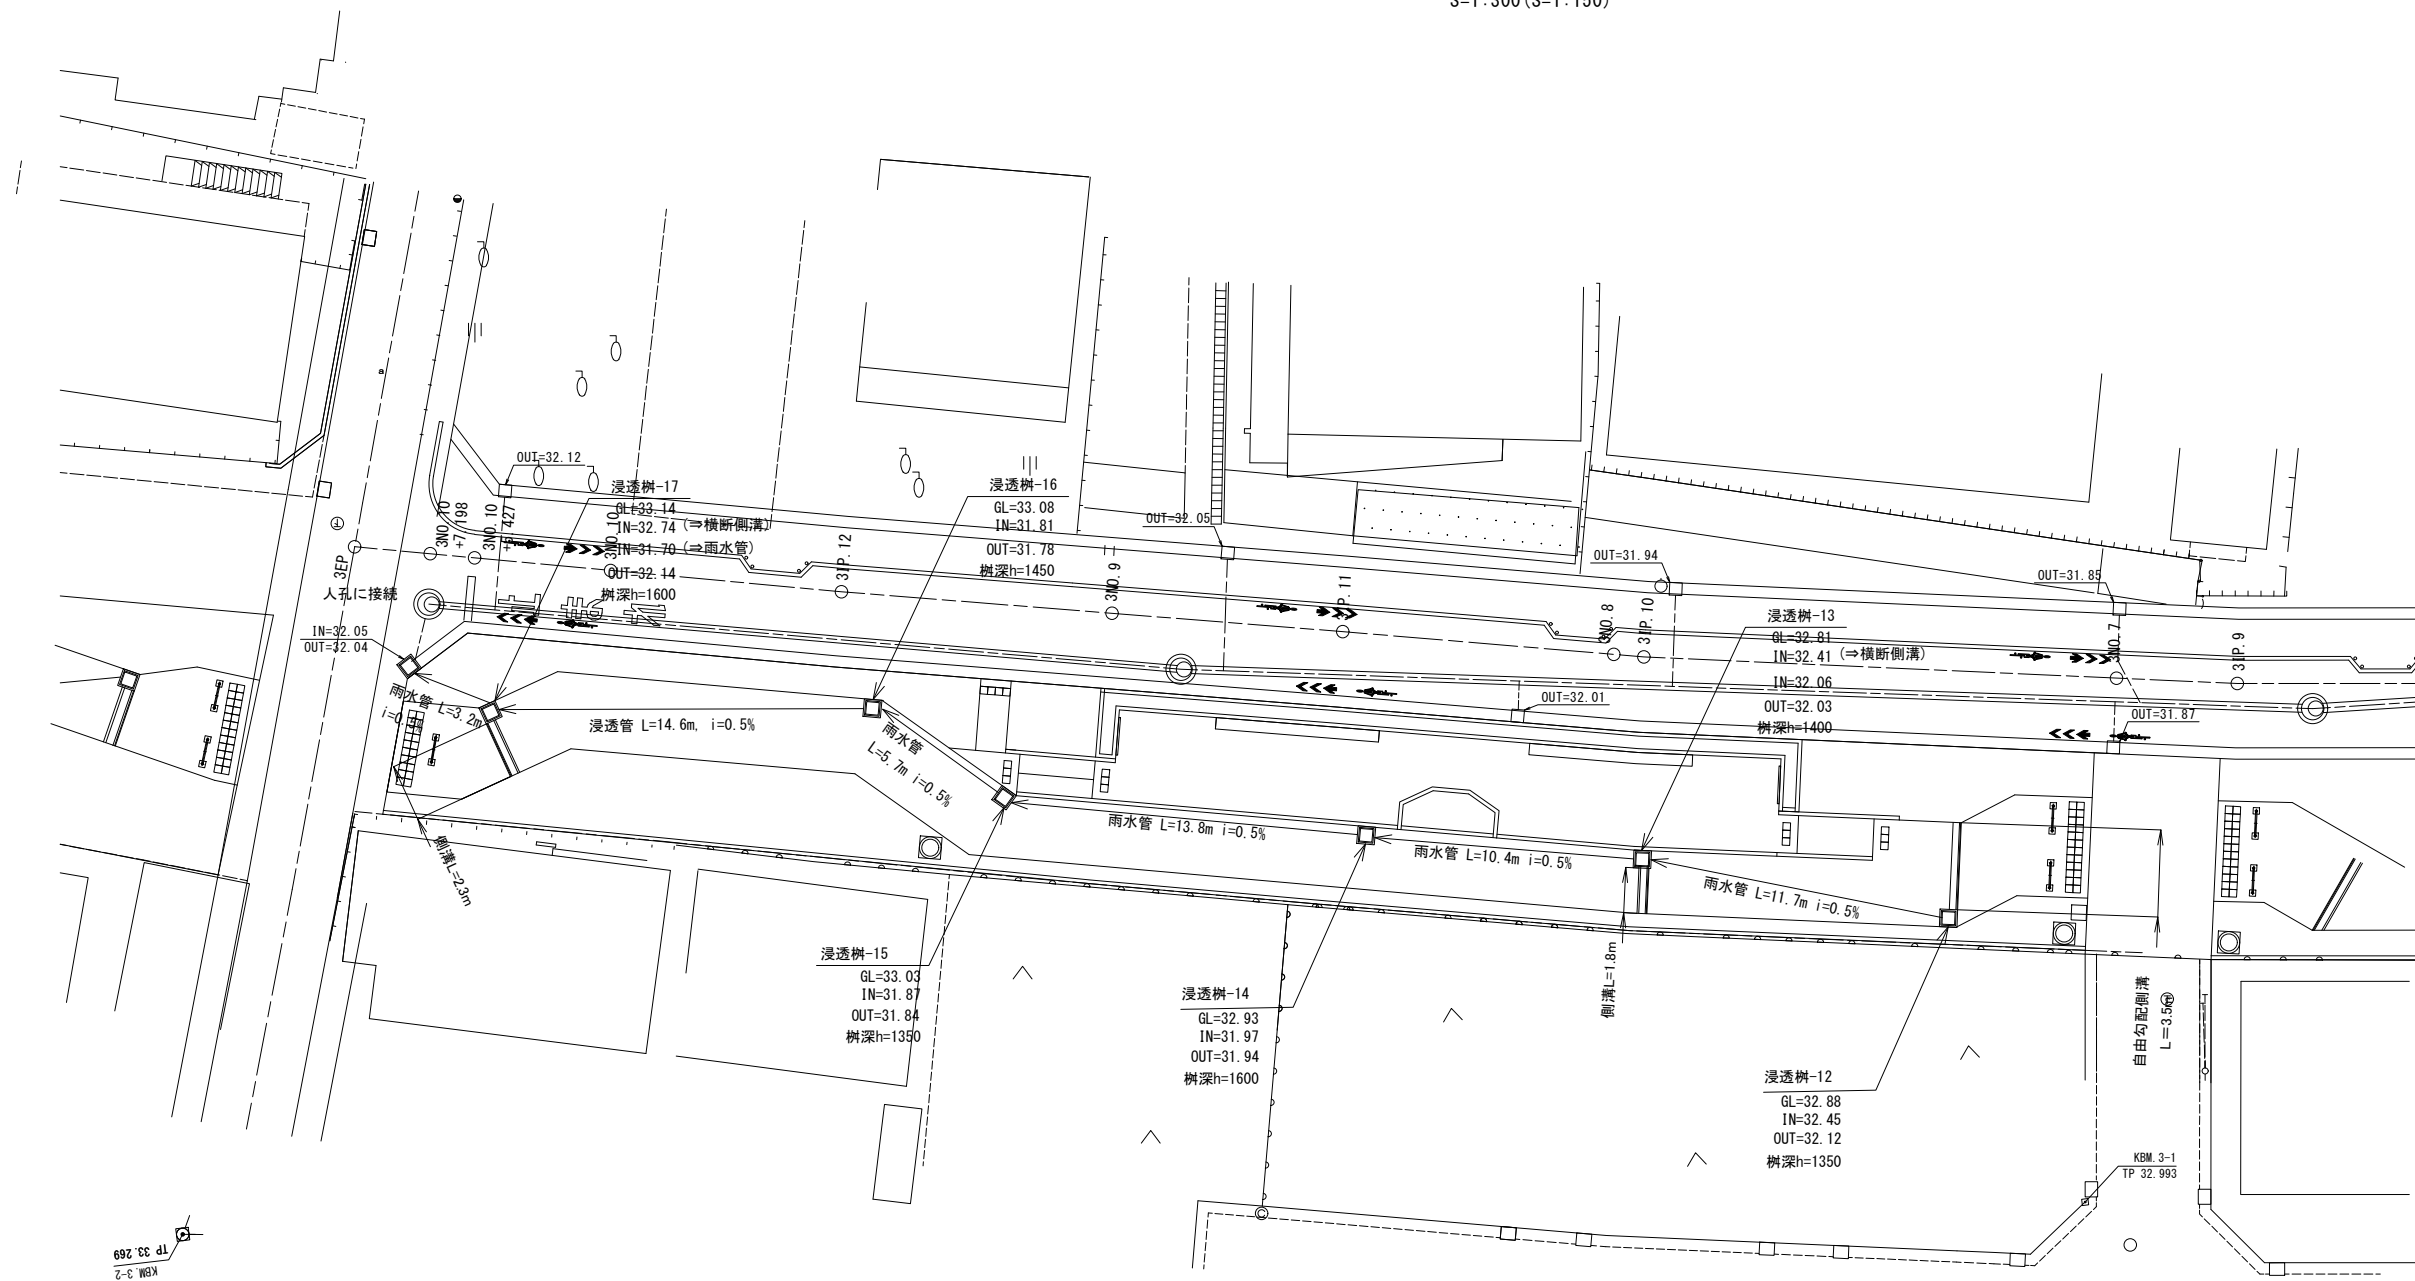 S=1:300(S=1:150)
OUT=32.12
浸透桝-17
GL=33.14
IN=32.74 (⇒横断側溝)
IN=31.70 (⇒雨水管)
OUT=32.14
桝深h=1600
浸透桝-16
GL=33.08
IN=31.81
OUT=31.78
桝深h=1450
OUT=32.05
OUT=31.94
OUT=31.85
3EP
3NO.10
+7.198
3NO.10
3NO.10
3IP.12
3NO.9
3NO.8
3IP.10
3NO.7
3IP.9
人孔に接続
IN=32.05
OUT=32.04
浸透桝-13
GL=32.81
IN=32.41 (⇒横断側溝)
IN=32.06
OUT=32.03
桝深h=1400
OUT=32.01
OUT=31.87
雨水管 L=3.2m
i=0.5%
浸透管 L=14.6m, i=0.5%
雨水管
L=5.7m i=0.5%
雨水管 L=13.8m i=0.5%
雨水管 L=10.4m i=0.5%
雨水管 L=11.7m i=0.5%
側溝L=2.3m
側溝L=1.8m
自由勾配側溝
L=3.5m
浸透桝-15
GL=33.03
IN=31.87
OUT=31.84
桝深h=1350
浸透桝-14
GL=32.93
IN=31.97
OUT=31.94
桝深h=1600
浸透桝-12
GL=32.88
IN=32.45
OUT=32.12
桝深h=1350
KBM.3-1
TP 32.993
KBM.3-2
TP 33.269